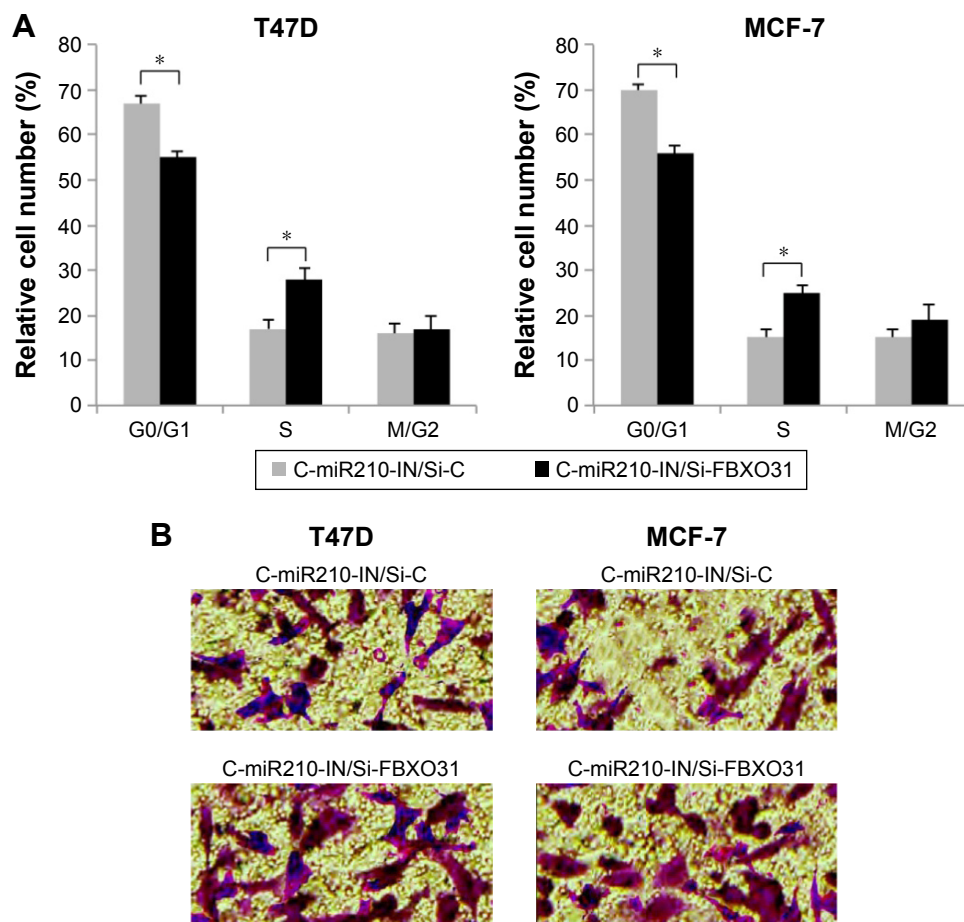 A
T47D
MCF-7
Relative cell number (%)
80
70
60
50
40
30
20
10
0
*
*
G0/G1 S M/G2
Relative cell number (%)
80
70
60
50
40
30
20
10
0
*
*
G0/G1 S M/G2
C-miR210-IN/Si-C C-miR210-IN/Si-FBXO31
B
T47D
MCF-7
C-miR210-IN/Si-C
C-miR210-IN/Si-C
C-miR210-IN/Si-FBXO31
C-miR210-IN/Si-FBXO31